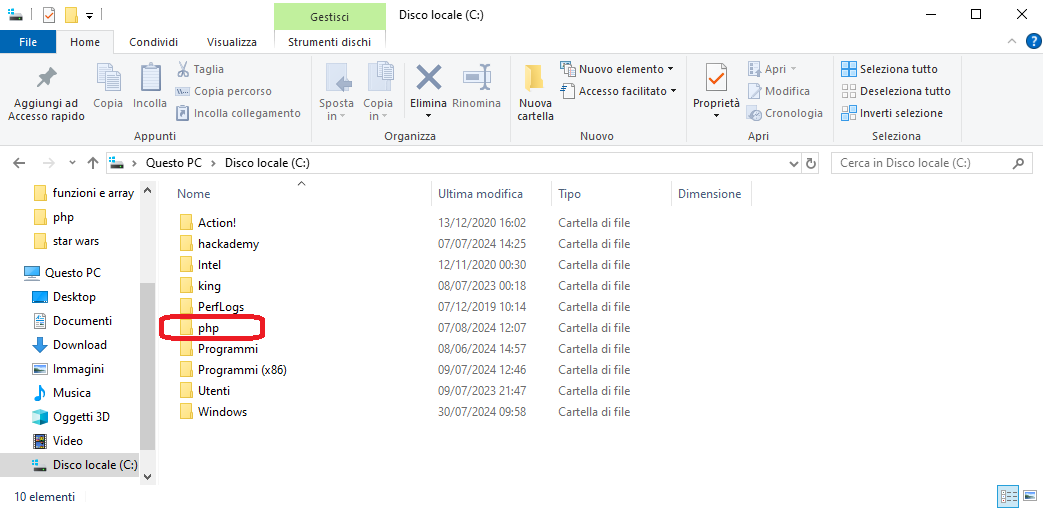 Gestisci
Disco locale (C:)
File
Home
Condividi
Visualizza
Strumenti dischi
Aggiungi ad
Accesso rapido
Copia
Incolla
Taglia
Copia percorso
Incolla collegamento
Appunti
Sposta
in
Copia
in
Elimina
Rinomina
Organizza
Nuova
cartella
Nuovo elemento
Accesso facilitato
Nuovo
Proprietà
Apri
Modifica
Cronologia
Apri
Seleziona tutto
Deseleziona tutto
Inverti selezione
Seleziona
Questo PC > Disco locale (C:)
Cerca in Disco locale (C:)
funzioni e array
php
star wars
Questo PC
Desktop
Documenti
Download
Immagini
Musica
Oggetti 3D
Video
Disco locale (C:)
Nome Ultima modifica Tipo Dimensione
Action! 13/12/2020 16:02 Cartella di file
hackademy 07/07/2024 14:25 Cartella di file
Intel 12/11/2020 00:30 Cartella di file
king 08/07/2023 00:18 Cartella di file
PerfLogs 07/12/2019 10:14 Cartella di file
php 07/08/2024 12:07 Cartella di file
Programmi 08/06/2024 14:57 Cartella di file
Programmi (x86) 09/07/2024 12:46 Cartella di file
Utenti 09/07/2023 21:47 Cartella di file
Windows 30/07/2024 09:58 Cartella di file
10 elementi